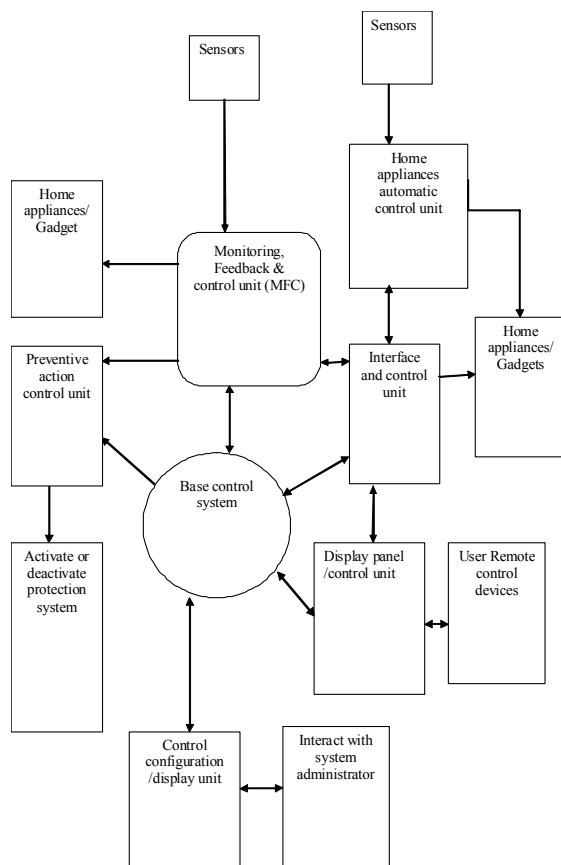 Sensors
Sensors
Home appliances
automatic
control unit
Home
appliances/
Gadget
Monitoring,
Feedback &
control unit (MFC)
Preventive
action
control unit
Interface
and control
unit
Home
appliances/
Gadgets
Base control
system
Activate or
deactivate
protection
system
Display panel
/control unit
User Remote
control
devices
Control
configuration
/display unit
Interact with
system
administrator